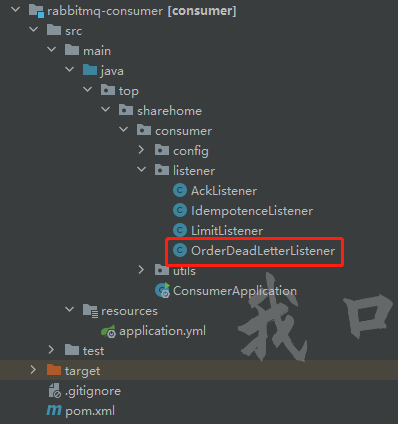 rabbitmq-consumer [consumer]
src
main
java
top
sharehome
consumer
config
listener
AckListener
IdempotenceListener
LimitListener
OrderDeadLetterListener
utils
ConsumerApplication
resources
application.yml
test
target
.gitignore
pom.xml
我口